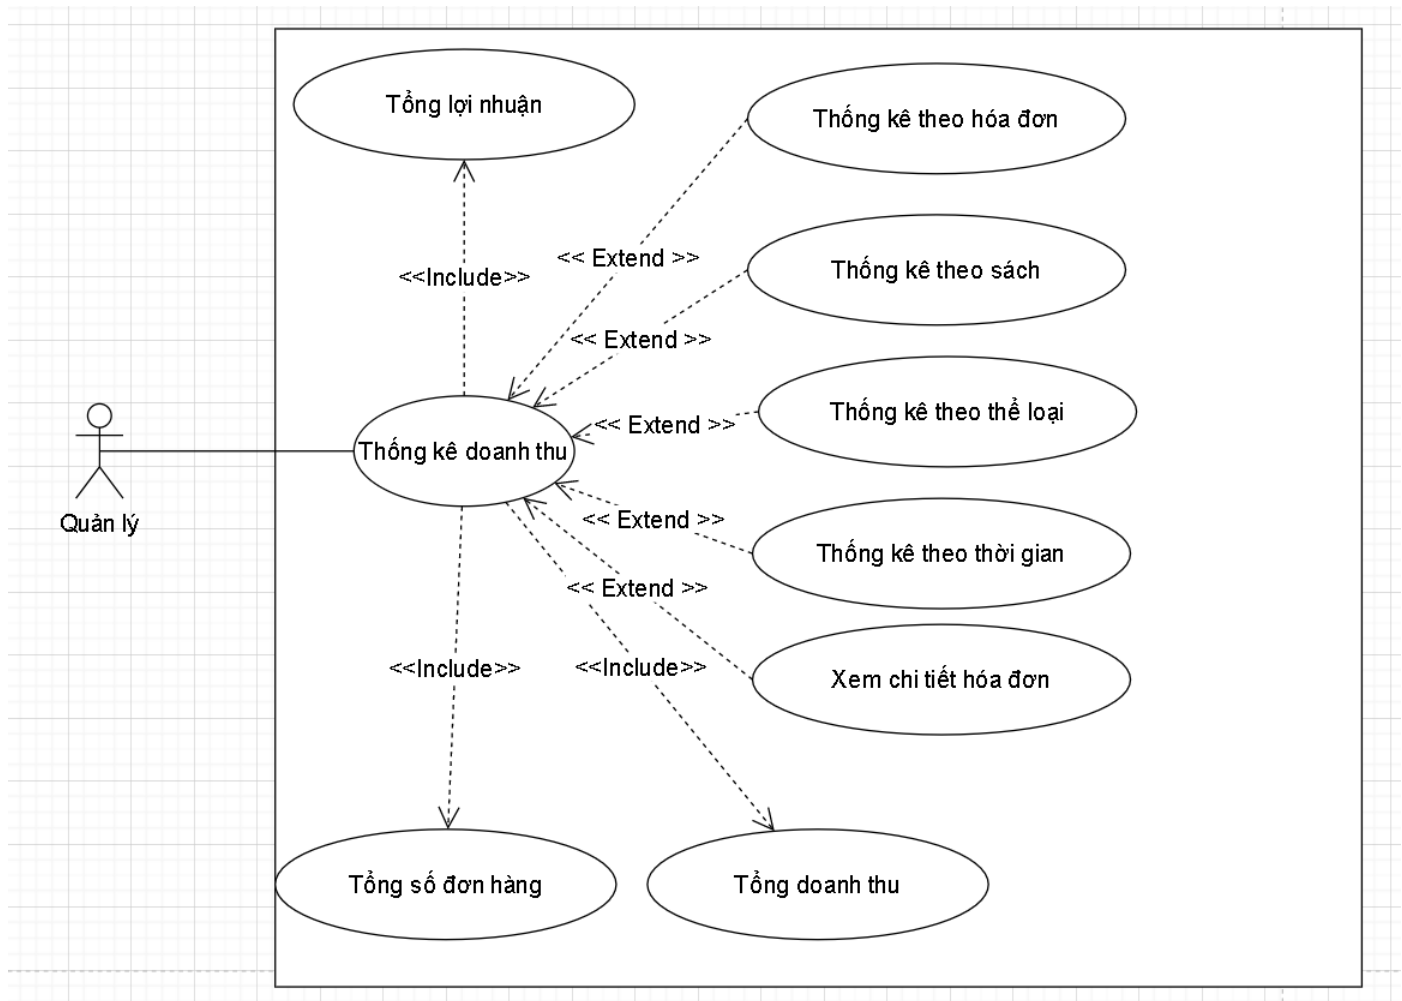 Tổng lợi nhuận
Thống kê theo hóa đơn
<< Extend >>
<<Include>>
Thống kê theo sách
<< Extend >>
Thống kê theo thể loại
<< Extend >>
Thống kê doanh thu
Quản lý
<< Extend >>
Thống kê theo thời gian
<< Extend >>
<<Include>>
<<Include>>
Xem chi tiết hóa đơn
Tổng số đơn hàng
Tổng doanh thu